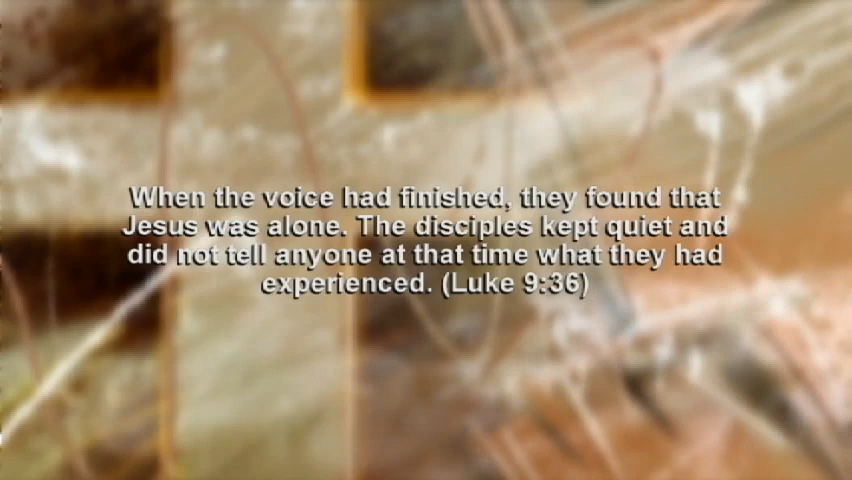 When the voice had finished, they found that
Jesus was alone. The disciples kept quiet and
did not tell anyone at that time what they had
experienced. (Luke 9:36)